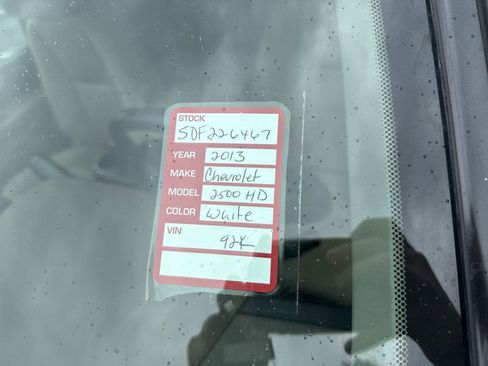 STOCK
SDF226467
YEAR 2013
MAKE Chevrolet
MODEL 2500 HD
COLOR White
VIN
92K